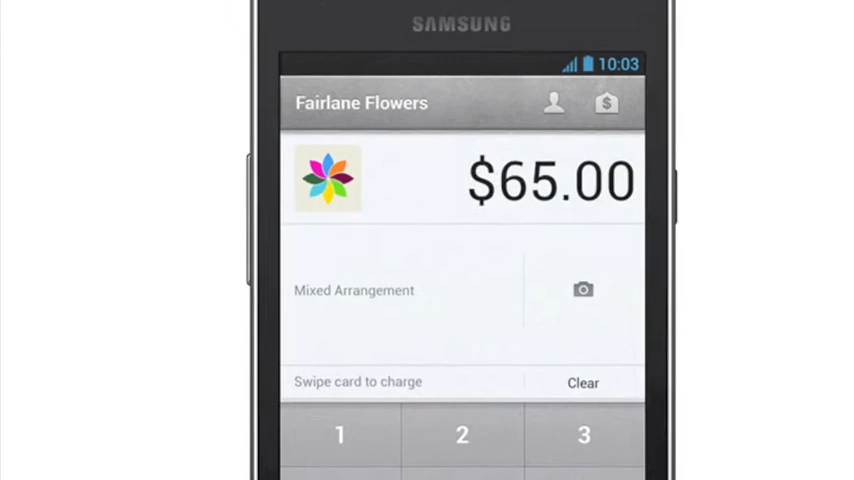 SAMSUNG
10:03
Fairlane Flowers
$
$65.00
Mixed Arrangement
Swipe card to charge
Clear
1 2 3